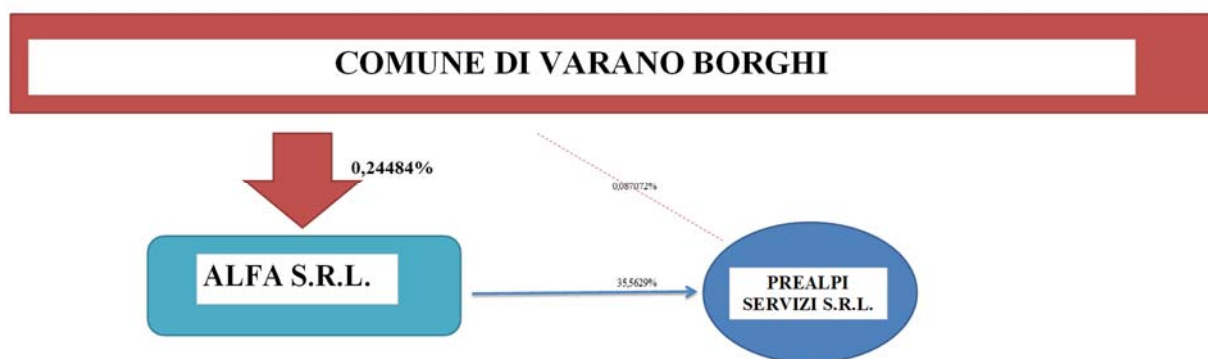 COMUNE DI VARANO BORGHI
0,24484%
0,087072%
ALFA S.R.L.
35,5629%
PREALPI
SERVIZI S.R.L.